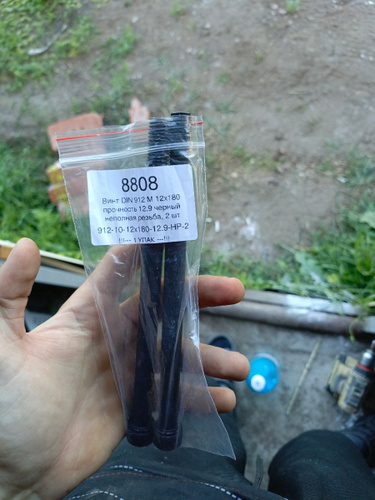 8808
Винт DIN 912 М 12х180
прочность 12.9 черный
неполная резьба, 2 шт
912-10-12x180-12.9-HP-2
!!!--- 1 УПАК ---!!!